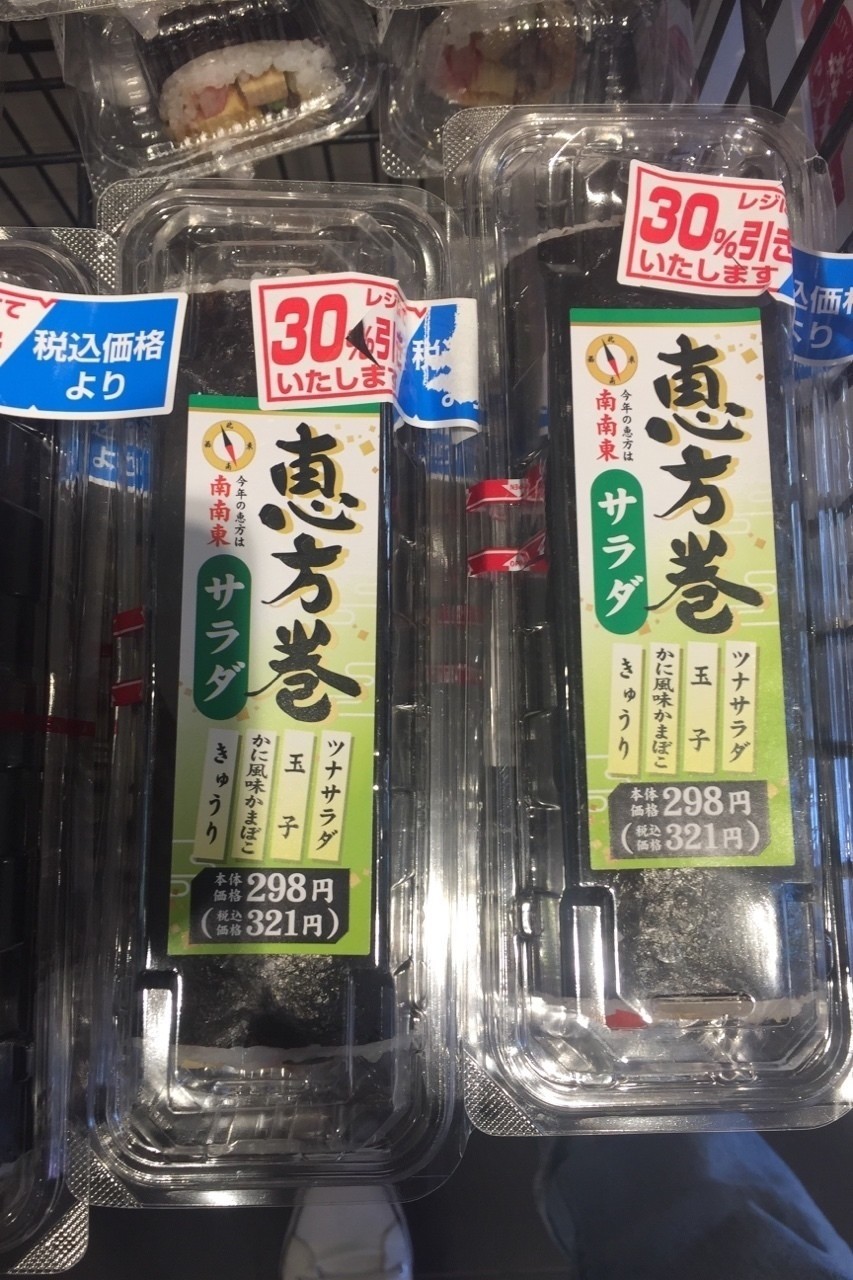 税込価格
より
レジに
30%引き
いたします
税
恵方巻
今年の恵方は
南南東
サラダ
ツナサラダ
玉子
かに風味かまぼこ
きゅうり
本体価格 298円
(税込価格 321円)
レジに
30%引き
いたします
込価格
より
恵方巻
今年の恵方は
南南東
サラダ
ツナサラダ
玉子
かに風味かまぼこ
きゅうり
本体価格 298円
(税込価格 321円)